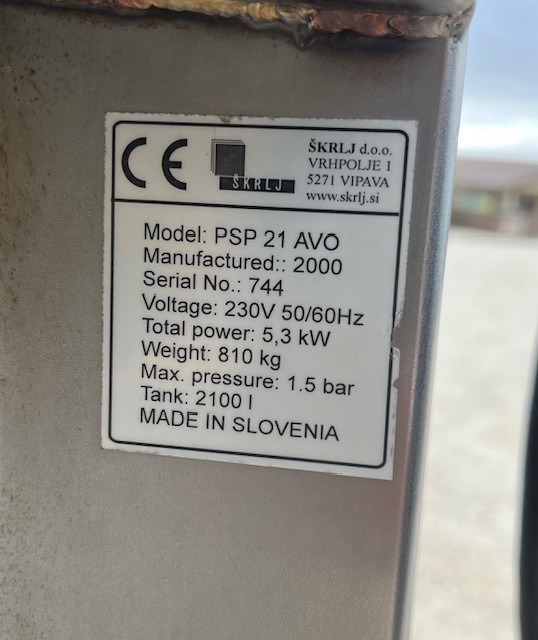 CE
ŠKRLJ
ŠKRLJ d.o.o.
VRHPOLJE 1
5271 VIPAVA
www.skrlj.si
Model: PSP 21 AVO
Manufactured:: 2000
Serial No.: 744
Voltage: 230V 50/60Hz
Total power: 5,3 kW
Weight: 810 kg
Max. pressure: 1.5 bar
Tank: 2100 l
MADE IN SLOVENIA